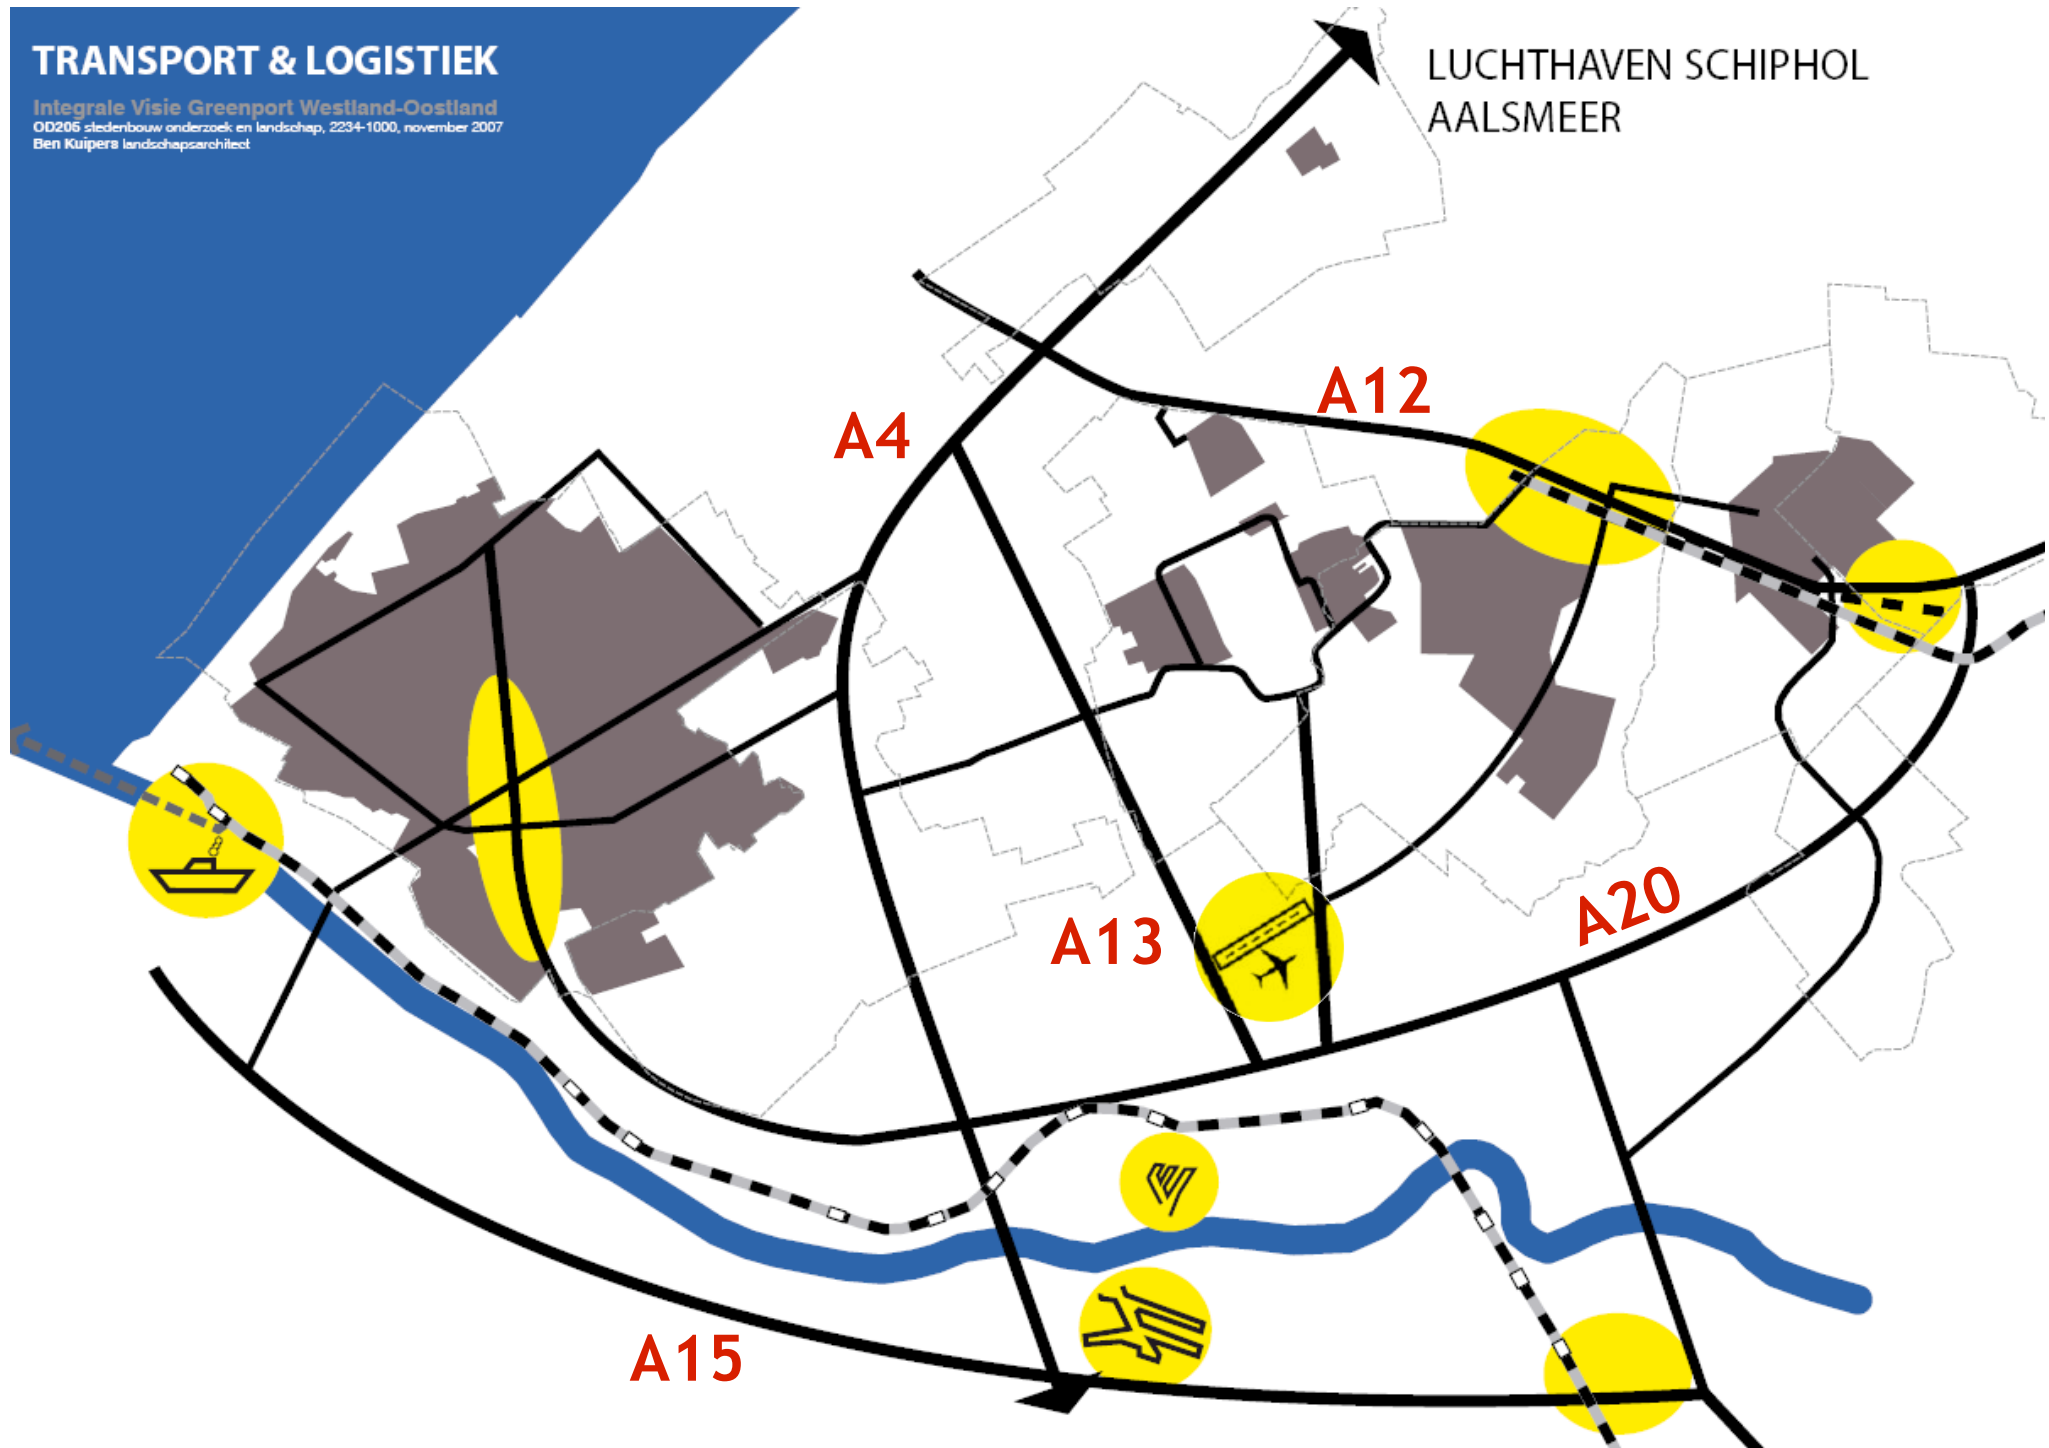 TRANSPORT & LOGISTIEK
Integrale Visie Greenport Westland-Oostland
OD205 stedenbouw onderzoek en landschap, 2234-1000, november 2007
Ben Kuipers landschapsarchitect
LUCHTHAVEN SCHIPHOL
AALSMEER
A12
A4
A20
A13
A15